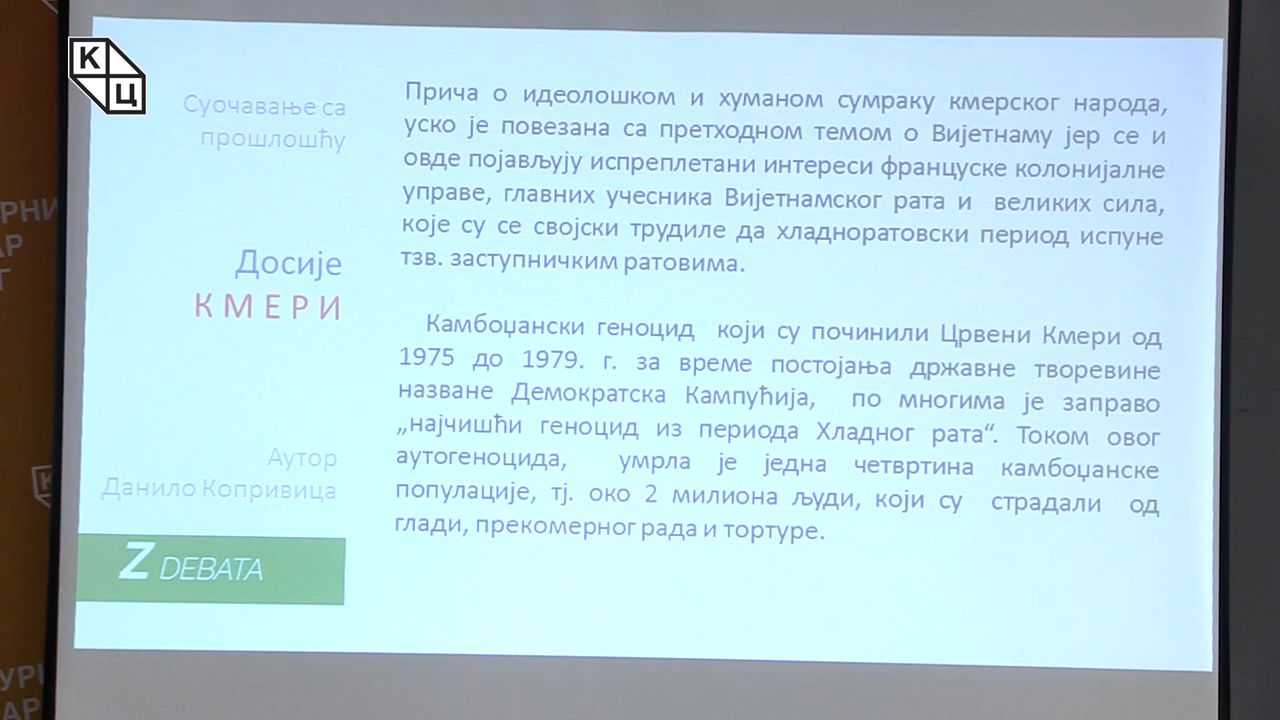 К
Ц
Суочавање са
прошлошћу
Досије
КМЕРИ
Аутор
Данило Копривица
Z DEBATA
Прича о идеолошком и хуманом сумраку кмерског народа,
уско је повезана са претходном темом о Вијетнаму јер се и
овде појављују испреплетани интереси француске колонијалне
управе, главних учесника Вијетнамског рата и великих сила,
које су се својски трудиле да хладноратовски период испуне
тзв. заступничким ратовима.
Камбоџански геноцид који су починили Црвени Кмери од
1975 до 1979. г. за време постојања државне творевине
назване Демократска Кампућија, по многима је заправо
„најчишћи геноцид из периода Хладног рата“. Током овог
аутогеноцида, умрла је једна четвртина камбоџанске
популације, тј. око 2 милиона људи, који су страдали од
глади, прекомерног рада и тортуре.